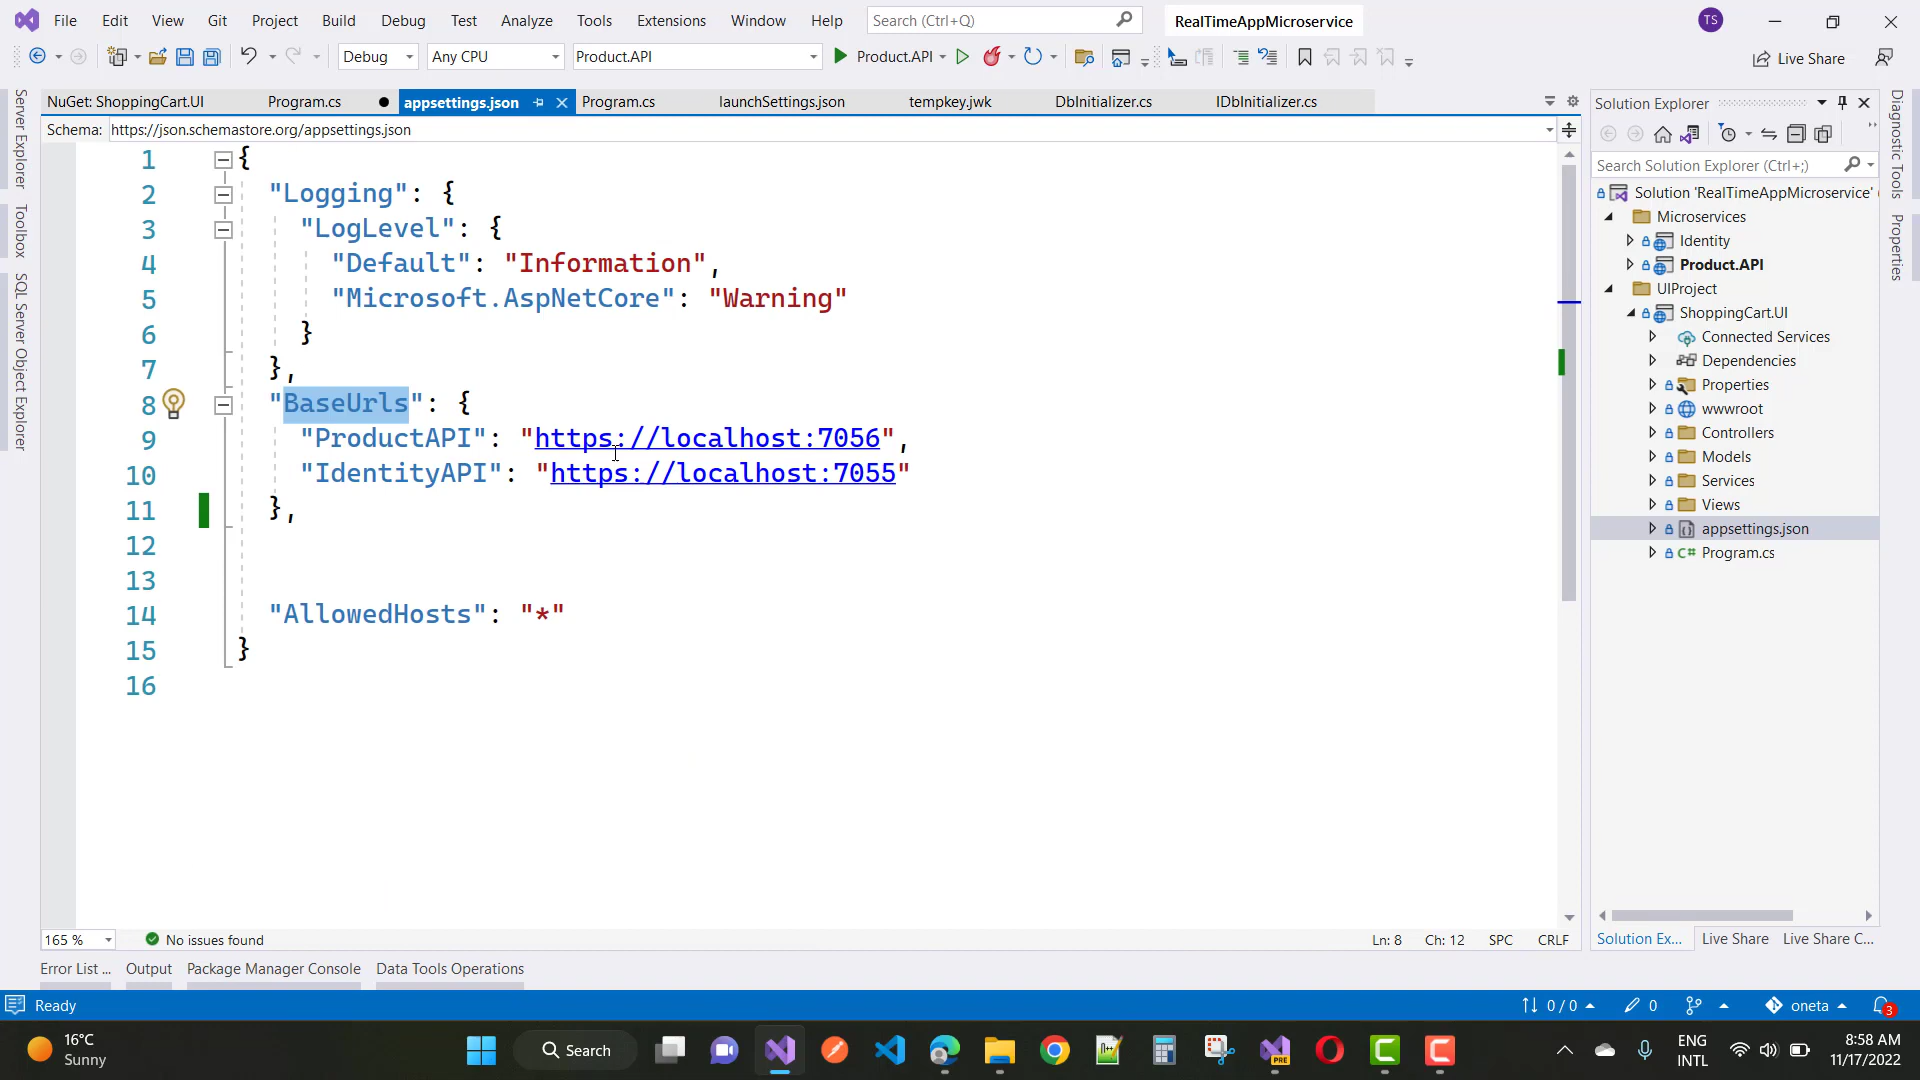 File Edit View Git Project Build Debug Test Analyze Tools Extensions Window Help Search (Ctrl+Q) RealTimeAppMicroservice TS
Debug Any CPU Product.API Product.API Live Share
NuGet: ShoppingCart.UI Program.cs appsettings.json Program.cs launchSettings.json tempkey.jwk DbInitializer.cs IDbInitializer.cs
Schema: https://json.schemastore.org/appsettings.json
1 {
2 "Logging": {
3 "LogLevel": {
4 "Default": "Information",
5 "Microsoft.AspNetCore": "Warning"
6 }
7 },
8 "BaseUrls": {
9 "ProductAPI": "https://localhost:7056",
10 "IdentityAPI": "https://localhost:7055"
11 },
12
13
14 "AllowedHosts": "*"
15 }
16
165 % No issues found Ln: 8 Ch: 12 SPC CRLF
Server Explorer
Toolbox
SQL Server Object Explorer
Solution Explorer
Search Solution Explorer (Ctrl+;)
Solution 'RealTimeAppMicroservice' (
Microservices
Identity
Product.API
UIProject
ShoppingCart.UI
Connected Services
Dependencies
Properties
wwwroot
Controllers
Models
Services
Views
appsettings.json
C# Program.cs
Solution Ex... Live Share Live Share C...
Diagnostic Tools
Properties
Error List ... Output Package Manager Console Data Tools Operations
Ready 0 / 0 0 oneta 3
16°C
Sunny
Search
PRE
ENG
INTL
8:58 AM
11/17/2022